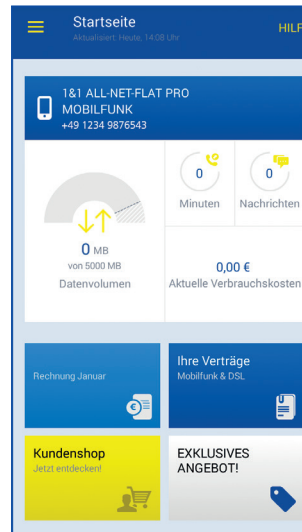 Startseite
HILF
Aktualisiert: Heute, 14:08 Uhr
1&1 ALL-NET-FLAT PRO
MOBILFUNK
+49 1234 9876543
0 MB
von 5000 MB
Datenvolumen
0
Minuten
0
Nachrichten
0,00 €
Aktuelle Verbrauchskosten
Rechnung Januar
Ihre Verträge
Mobilfunk & DSL
Kundenshop
Jetzt entdecken!
EXKLUSIVES
ANGEBOT!